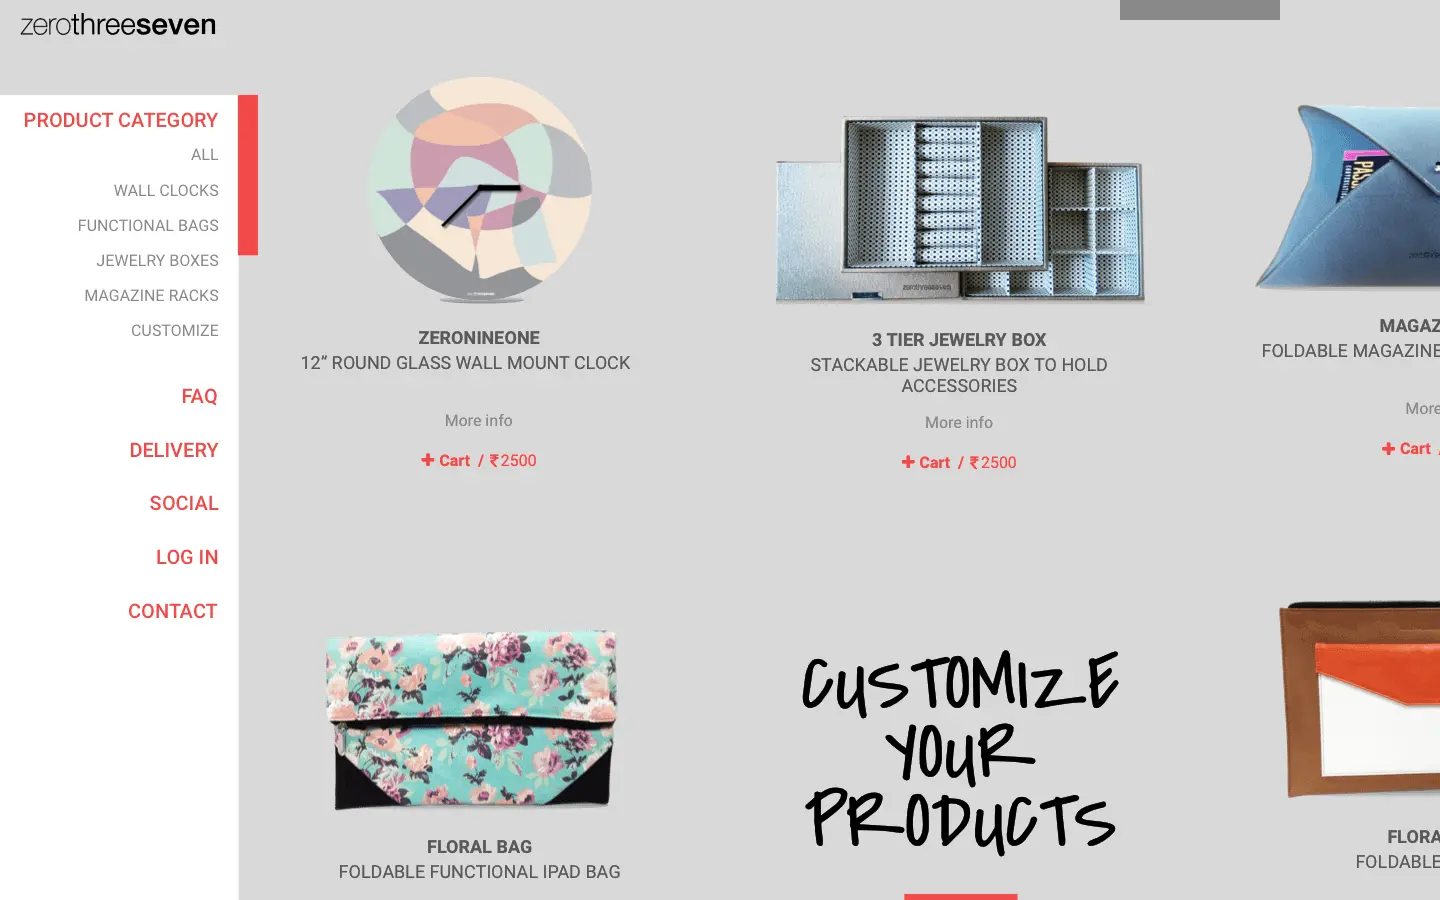 zerothreeseven
PRODUCT CATEGORY
ALL
WALL CLOCKS
FUNCTIONAL BAGS
JEWELRY BOXES
MAGAZINE RACKS
CUSTOMIZE
FAQ
DELIVERY
SOCIAL
LOG IN
CONTACT
ZERONINEONE
12” ROUND GLASS WALL MOUNT CLOCK
More info
+ Cart / ₹2500
3 TIER JEWELRY BOX
STACKABLE JEWELRY BOX TO HOLD
ACCESSORIES
More info
+ Cart / ₹2500
MAGAZ
FOLDABLE MAGAZINE
More
+ Cart /
FLORAL BAG
FOLDABLE FUNCTIONAL IPAD BAG
CUSTOMIZE
YOUR
PRODUCTS
FLORA
FOLDABLE